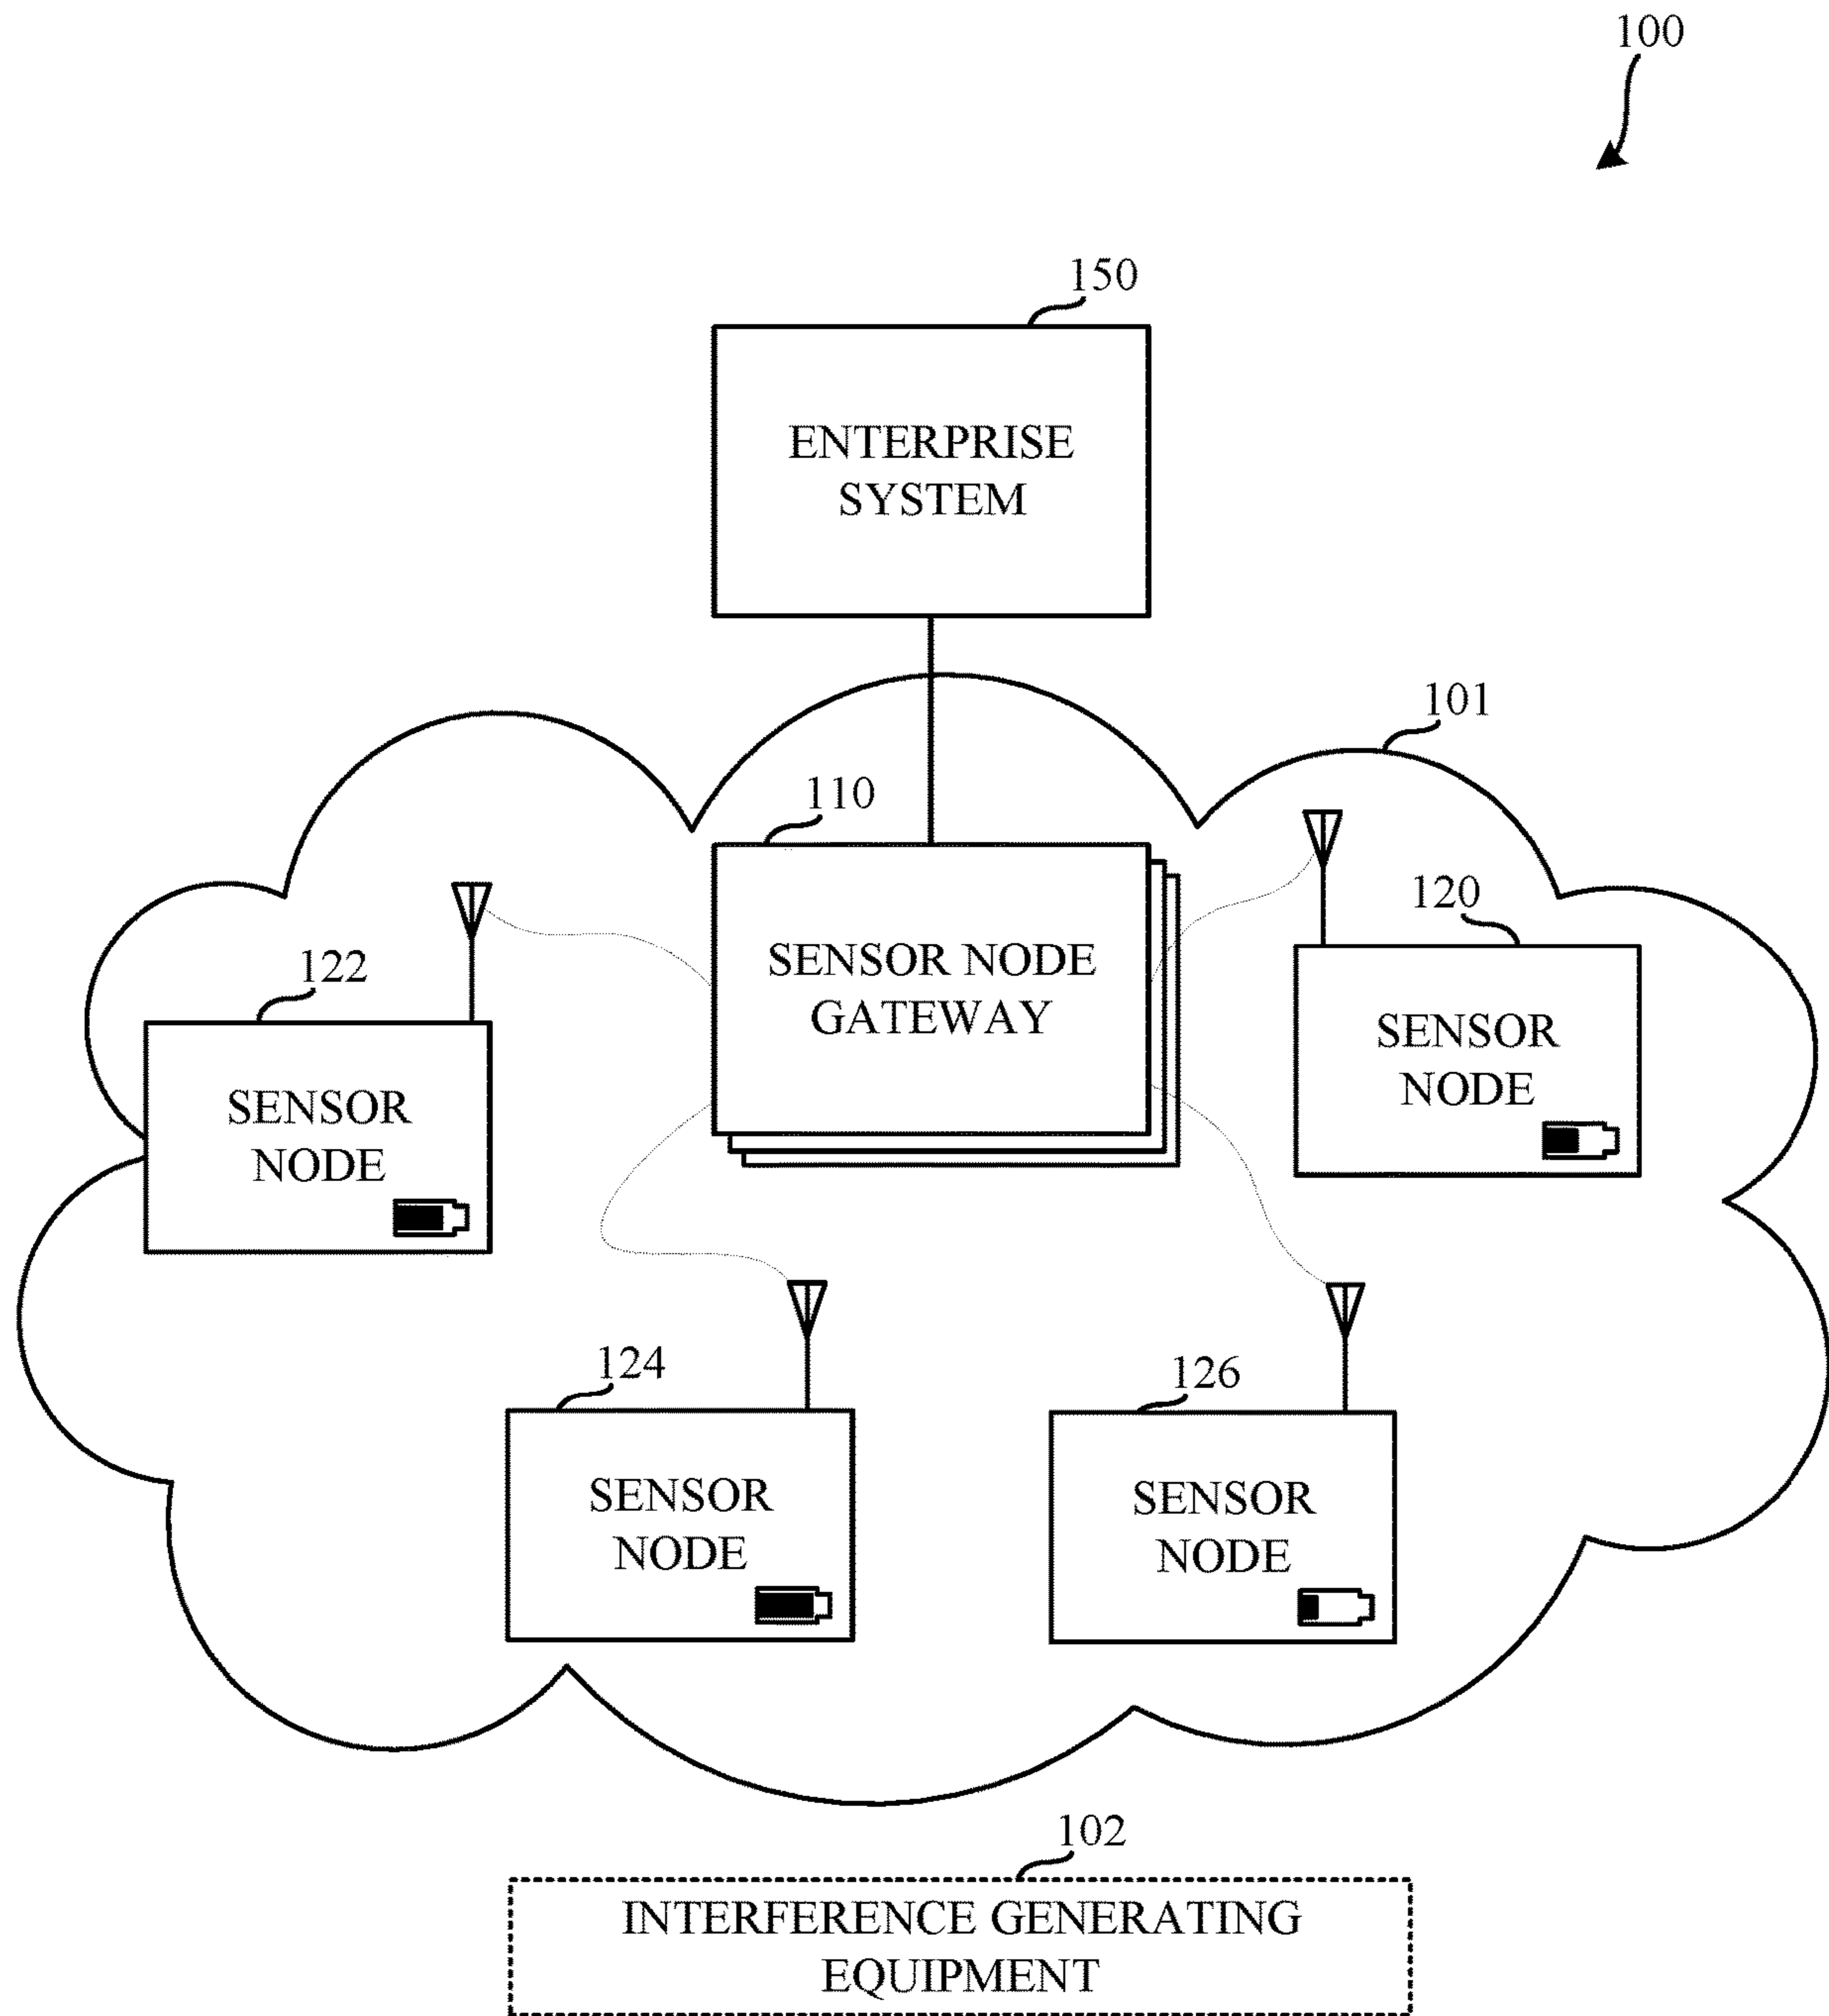 100
150
ENTERPRISE
SYSTEM
101
110
120
122
SENSOR NODE
GATEWAY
SENSOR
NODE
SENSOR
NODE
124
126
SENSOR
NODE
SENSOR
NODE
102
INTERFERENCE GENERATING
EQUIPMENT